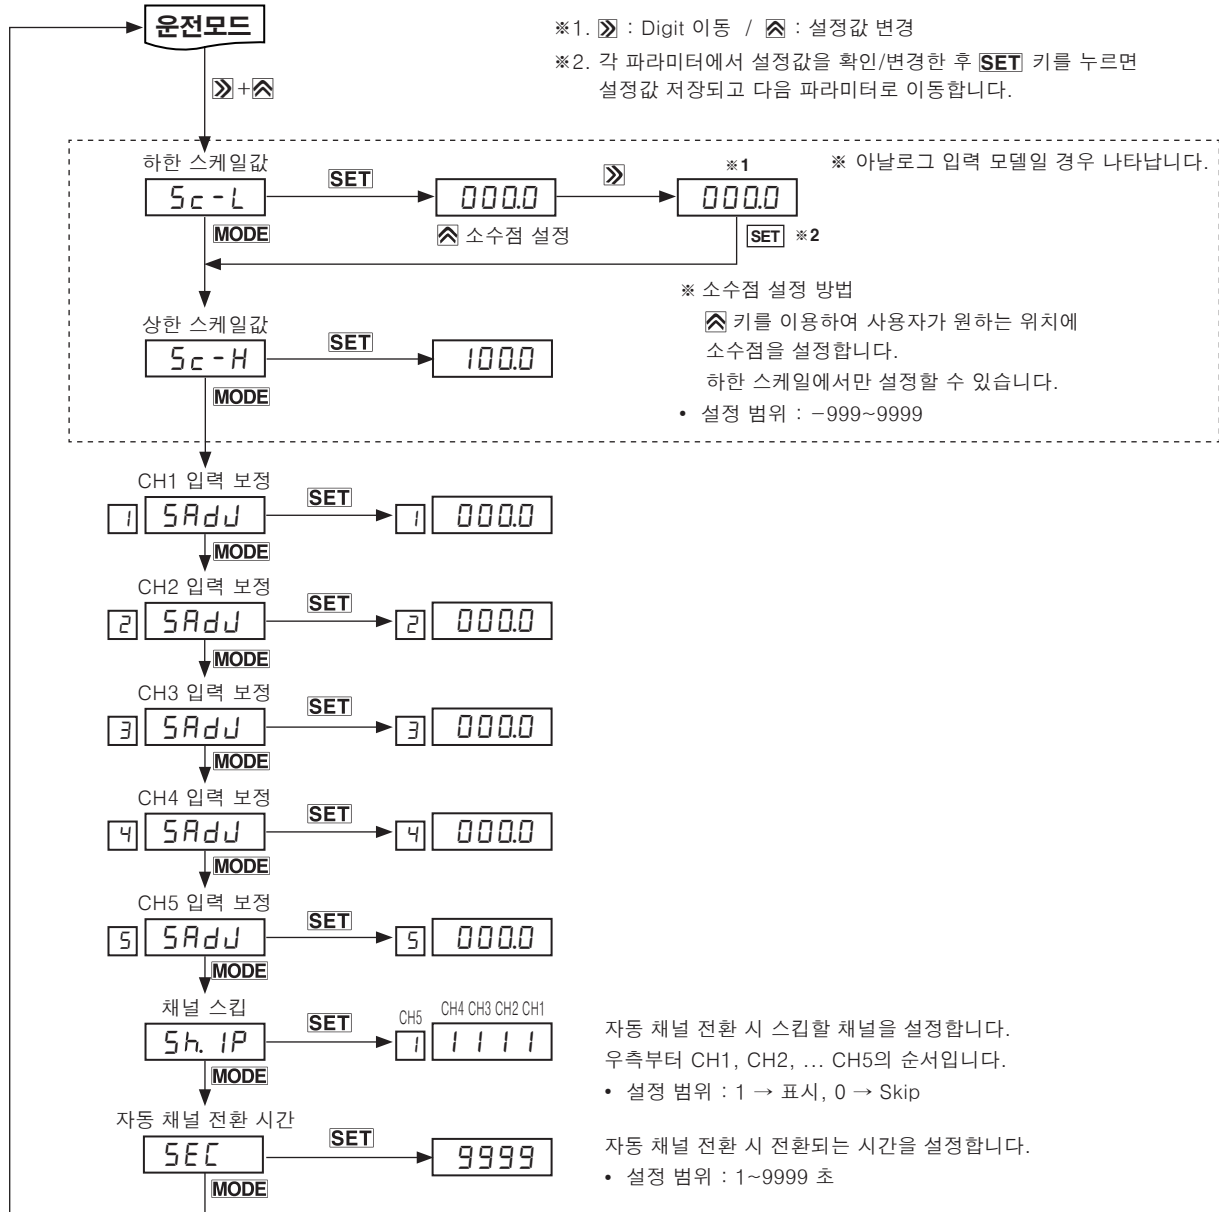 운전모드
※1. : Digit 이동 / : 설정값 변경
※2. 각 파라미터에서 설정값을 확인/변경한 후 SET 키를 누르면
설정값 저장되고 다음 파라미터로 이동합니다.
+
※ 아날로그 입력 모델일 경우 나타납니다.
하한 스케일값
Sc-L
SET
000.0
소수점 설정
※1
000.0
MODE
SET ※2
※ 소수점 설정 방법
키를 이용하여 사용자가 원하는 위치에
소수점을 설정합니다.
하한 스케일에서만 설정할 수 있습니다.
• 설정 범위 : -999~9999
상한 스케일값
Sc-H
SET
100.0
MODE
CH1 입력 보정
1 SAdJ
SET
1 000.0
MODE
CH2 입력 보정
2 SAdJ
SET
2 000.0
MODE
CH3 입력 보정
3 SAdJ
SET
3 000.0
MODE
CH4 입력 보정
4 SAdJ
SET
4 000.0
MODE
CH5 입력 보정
5 SAdJ
SET
5 000.0
MODE
채널 스킵
Sh.IP
SET
CH5 CH4 CH3 CH2 CH1
1 1 1 1 1
MODE
자동 채널 전환 시 스킵할 채널을 설정합니다.
우측부터 CH1, CH2, ... CH5의 순서입니다.
• 설정 범위 : 1 → 표시, 0 → Skip
자동 채널 전환 시간
SEC
SET
9999
MODE
자동 채널 전환 시 전환되는 시간을 설정합니다.
• 설정 범위 : 1~9999 초